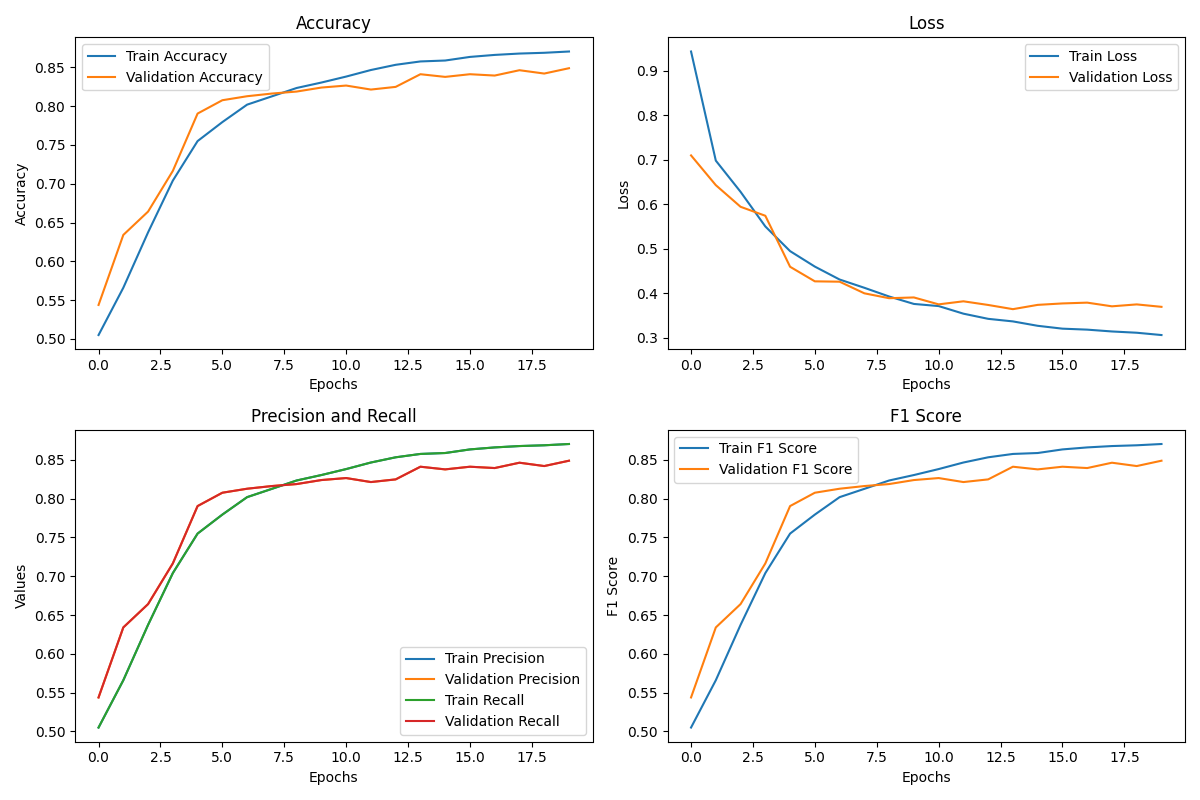 Accuracy
Train Accuracy
Validation Accuracy
Accuracy
0.85
0.80
0.75
0.70
0.65
0.60
0.55
0.50
0.0 2.5 5.0 7.5 10.0 12.5 15.0 17.5
Epochs
Loss
Train Loss
Validation Loss
Loss
0.9
0.8
0.7
0.6
0.5
0.4
0.3
0.0 2.5 5.0 7.5 10.0 12.5 15.0 17.5
Epochs
Precision and Recall
Values
0.85
0.80
0.75
0.70
0.65
0.60
0.55
0.50
Train Precision
Validation Precision
Train Recall
Validation Recall
0.0 2.5 5.0 7.5 10.0 12.5 15.0 17.5
Epochs
F1 Score
Train F1 Score
Validation F1 Score
F1 Score
0.85
0.80
0.75
0.70
0.65
0.60
0.55
0.50
0.0 2.5 5.0 7.5 10.0 12.5 15.0 17.5
Epochs